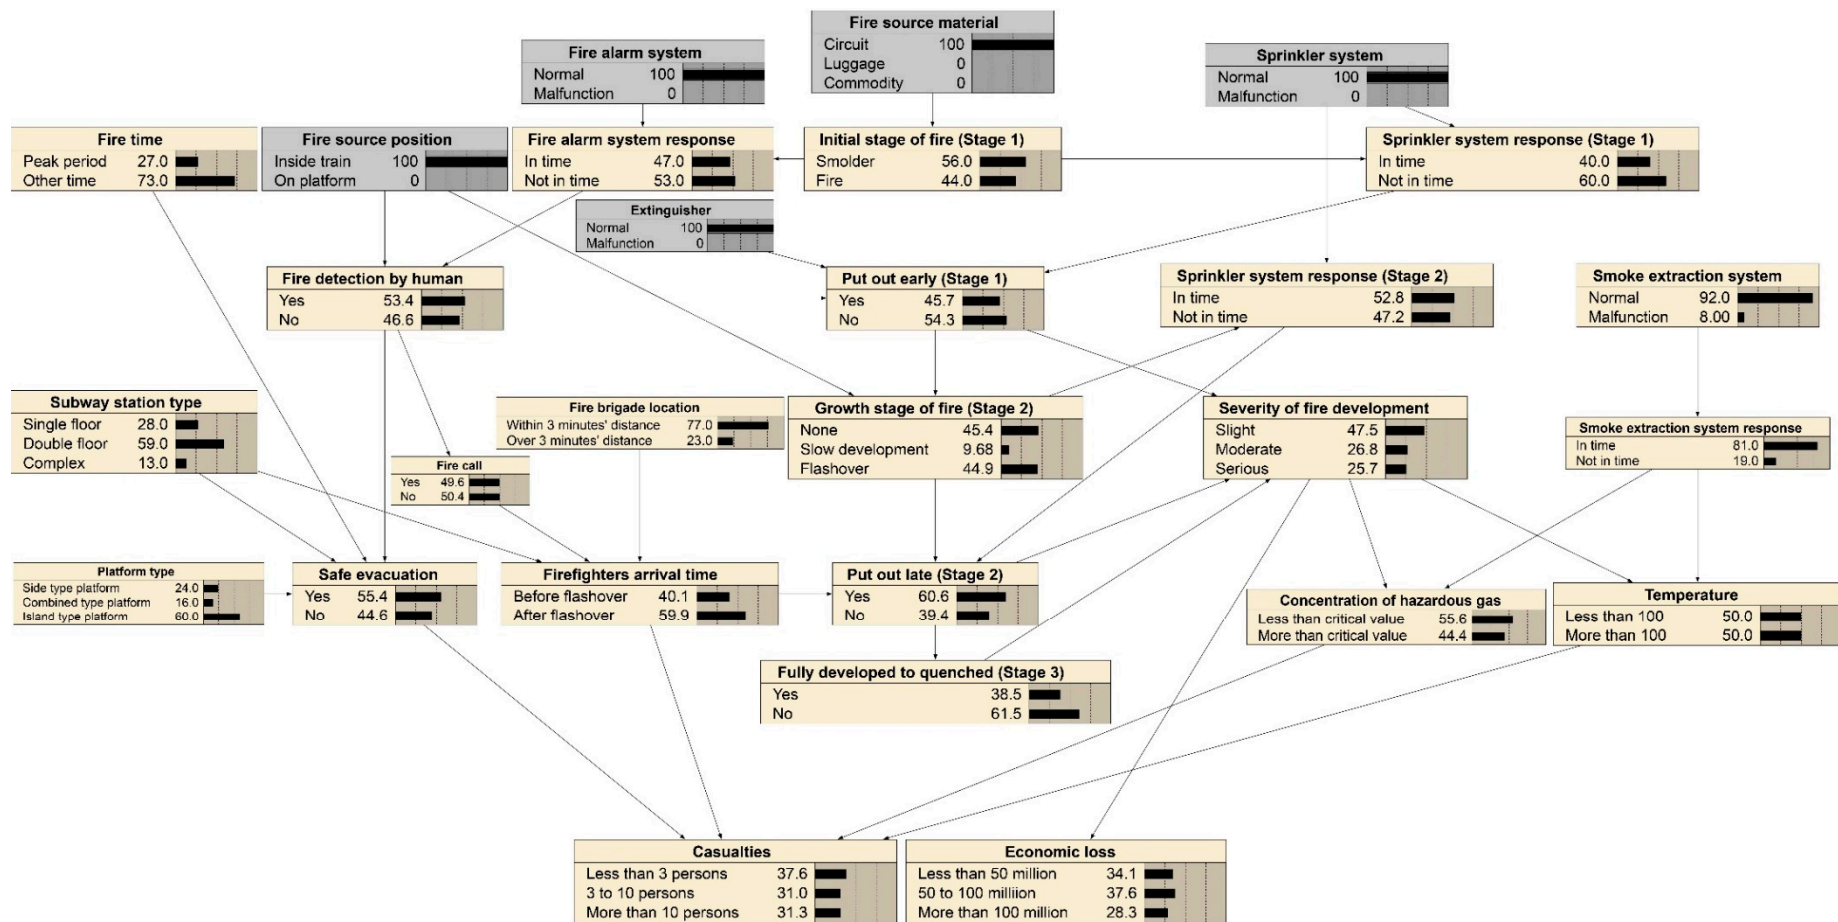 Fire source material
Circuit 100
Luggage 0
Commodity 0
Fire alarm system
Normal 100
Malfunction 0
Sprinkler system
Normal 100
Malfunction 0
Fire time
Peak period 27.0
Other time 73.0
Fire source position
Inside train 100
On platform 0
Fire alarm system response
In time 47.0
Not in time 53.0
Initial stage of fire (Stage 1)
Smolder 56.0
Fire 44.0
Sprinkler system response (Stage 1)
In time 40.0
Not in time 60.0
Extinguisher
Normal 100
Malfunction 0
Fire detection by human
Yes 53.4
No 46.6
Put out early (Stage 1)
Yes 45.7
No 54.3
Sprinkler system response (Stage 2)
In time 52.8
Not in time 47.2
Smoke extraction system
Normal 92.0
Malfunction 8.00
Subway station type
Single floor 28.0
Double floor 59.0
Complex 13.0
Fire brigade location
Within 3 minutes' distance 77.0
Over 3 minutes' distance 23.0
Growth stage of fire (Stage 2)
None 45.4
Slow development 9.68
Flashover 44.9
Severity of fire development
Slight 47.5
Moderate 26.8
Serious 25.7
Smoke extraction system response
In time 81.0
Not in time 19.0
Fire call
Yes 49.6
No 50.4
Platform type
Side type platform 24.0
Combined type platform 16.0
Island type platform 60.0
Safe evacuation
Yes 55.4
No 44.6
Firefighters arrival time
Before flashover 40.1
After flashover 59.9
Put out late (Stage 2)
Yes 60.6
No 39.4
Concentration of hazardous gas
Less than critical value 55.6
More than critical value 44.4
Temperature
Less than 100 50.0
More than 100 50.0
Fully developed to quenched (Stage 3)
Yes 38.5
No 61.5
Casualties
Less than 3 persons 37.6
3 to 10 persons 31.0
More than 10 persons 31.3
Economic loss
Less than 50 million 34.1
50 to 100 milliion 37.6
More than 100 million 28.3